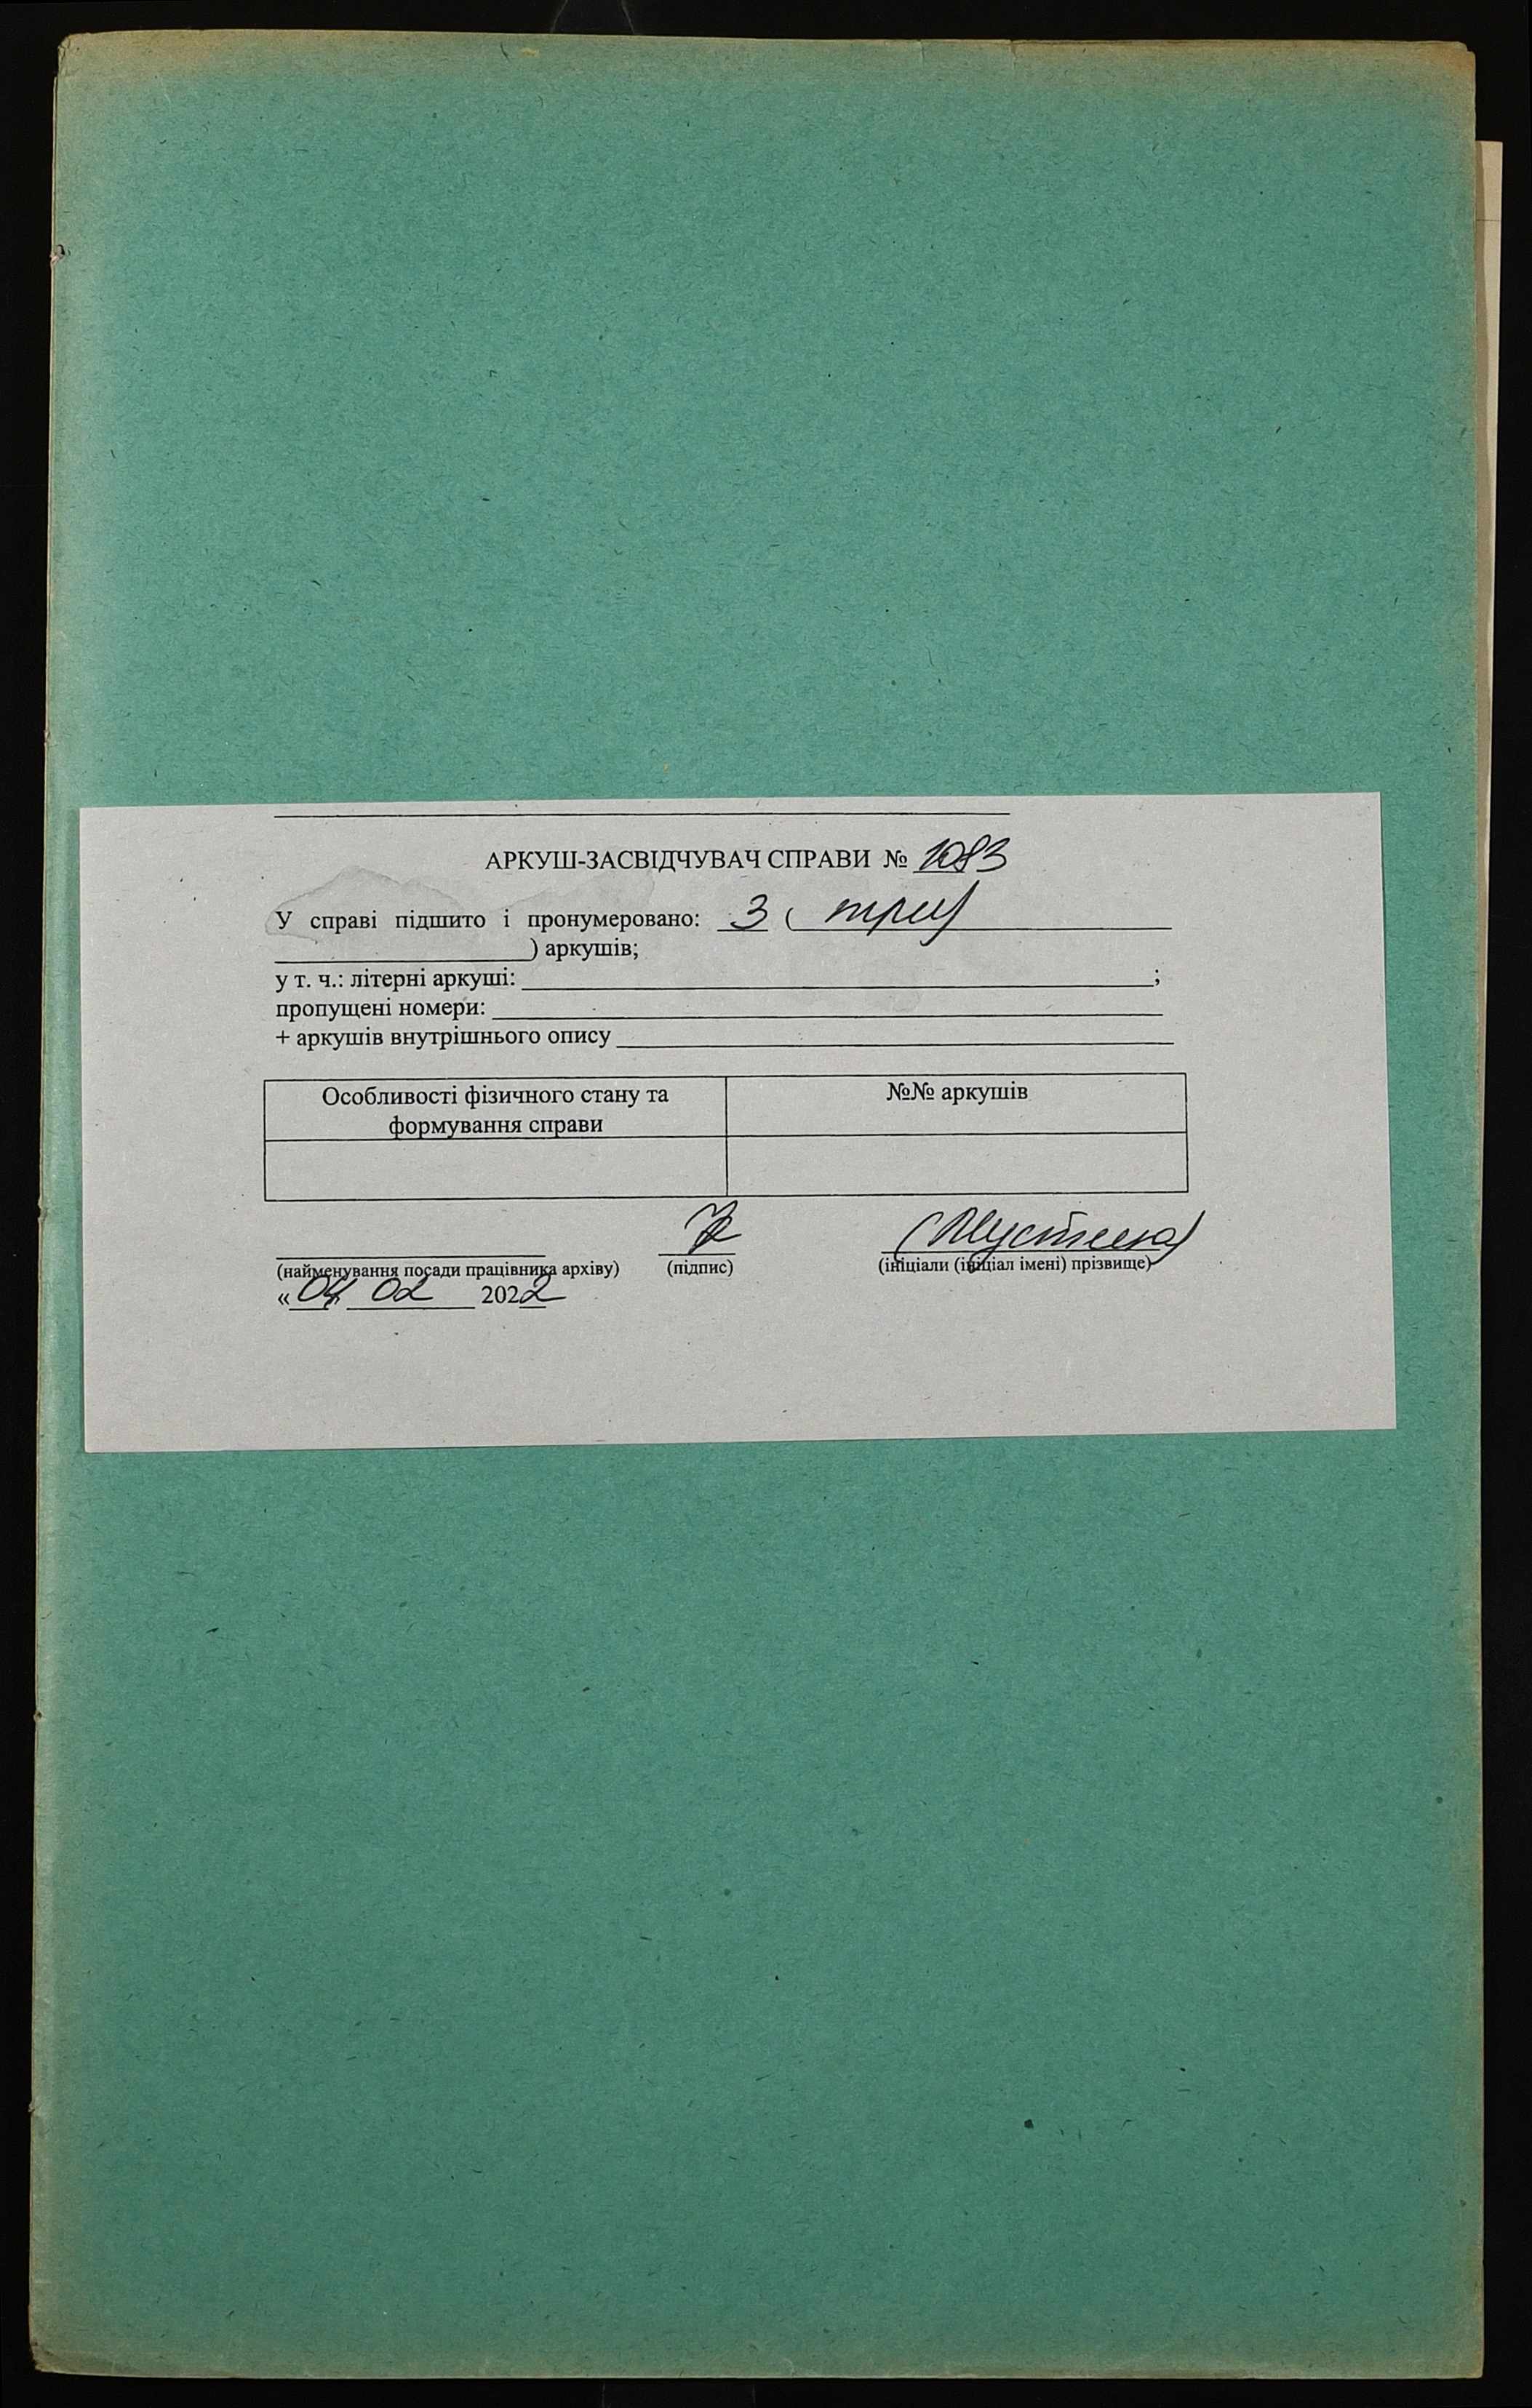 АРКУШ-ЗАСВІДЧУВАЧ СПРАВИ № 1083
У справі підшито і пронумеровано: 3 ( три)
) аркушів;
у т. ч.: літерні аркуші: ;
пропущені номери:
+ аркушів внутрішнього опису
Особливості фізичного стану та формування справи
№№ аркушів
(найменування посади працівника архіву) (підпис) (ініціали (ініціал імені) прізвище)
«04» 02 2022